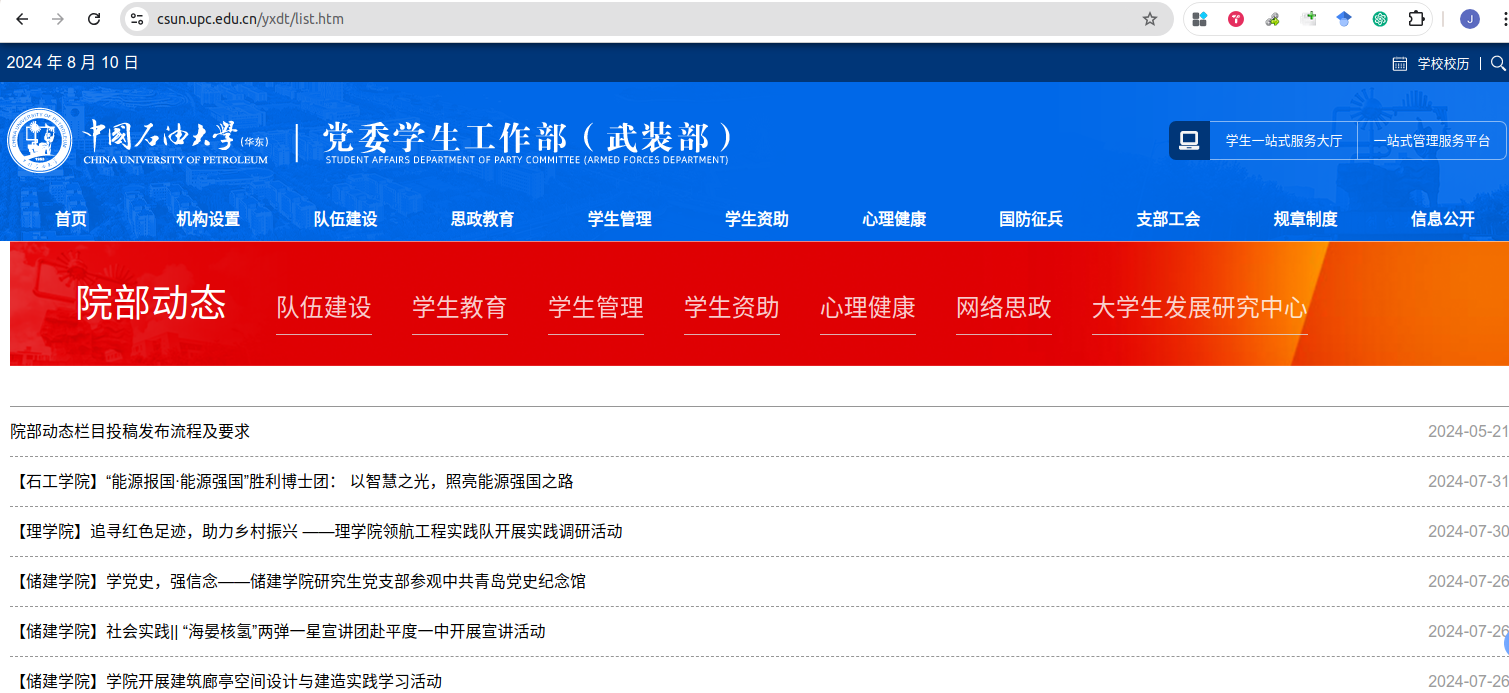 csun.upc.edu.cn/yxdt/list.htm
J
2024 年 8 月 10 日
学校校历
中国石油大学(华东)
CHINA UNIVERSITY OF PETROLEUM
党委学生工作部（武装部）
STUDENT AFFAIRS DEPARTMENT OF PARTY COMMITTEE (ARMED FORCES DEPARTMENT)
学生一站式服务大厅 一站式管理服务平台
首页 机构设置 队伍建设 思政教育 学生管理 学生资助 心理健康 国防征兵 支部工会 规章制度 信息公开
院部动态 队伍建设 学生教育 学生管理 学生资助 心理健康 网络思政 大学生发展研究中心
院部动态栏目投稿发布流程及要求 2024-05-21
【石工学院】“能源报国·能源强国”胜利博士团： 以智慧之光，照亮能源强国之路 2024-07-31
【理学院】追寻红色足迹，助力乡村振兴 ——理学院领航工程实践队开展实践调研活动 2024-07-30
【储建学院】学党史，强信念——储建学院研究生党支部参观中共青岛党史纪念馆 2024-07-26
【储建学院】社会实践|| “海晏核氢”两弹一星宣讲团赴平度一中开展宣讲活动 2024-07-26
【储建学院】学院开展建筑廊亭空间设计与建造实践学习活动 2024-07-26